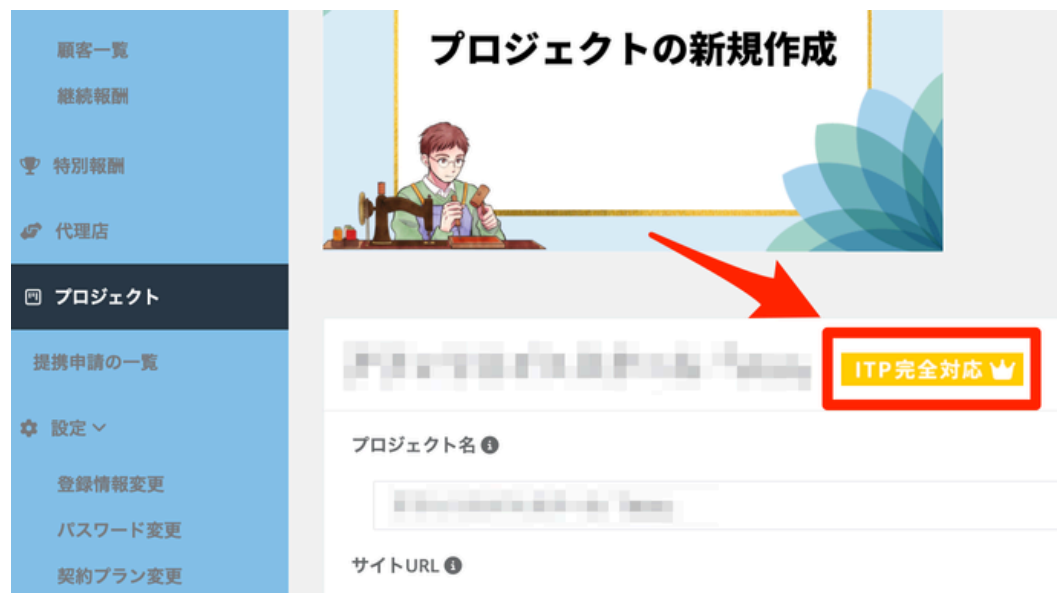 顧客一覧
継続報酬
特別報酬
代理店
プロジェクト
提携申請の一覧
設定
登録情報変更
パスワード変更
契約プラン変更
プロジェクトの新規作成
ITP完全対応
プロジェクト名
サイトURL